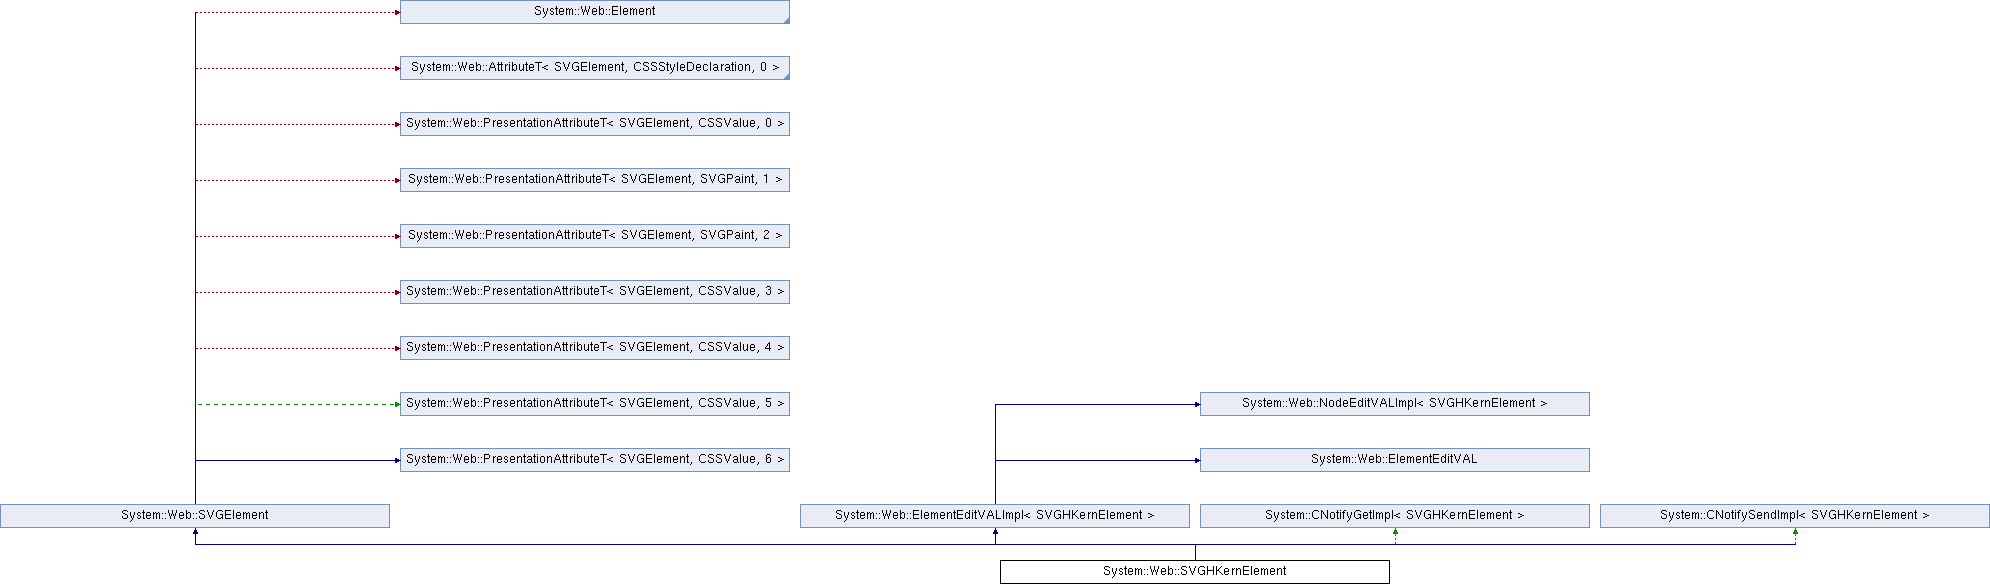 System::Web::Element
System::Web::AttributeT< SVGElement, CSSStyleDeclaration, 0 >
System::Web::PresentationAttributeT< SVGElement, CSSValue, 0 >
System::Web::PresentationAttributeT< SVGElement, SVGPaint, 1 >
System::Web::PresentationAttributeT< SVGElement, SVGPaint, 2 >
System::Web::PresentationAttributeT< SVGElement, CSSValue, 3 >
System::Web::PresentationAttributeT< SVGElement, CSSValue, 4 >
System::Web::PresentationAttributeT< SVGElement, CSSValue, 5 >
System::Web::NodeEditVALImpl< SVGHKernElement >
System::Web::PresentationAttributeT< SVGElement, CSSValue, 6 >
System::Web::ElementEditVAL
System::Web::SVGElement
System::Web::ElementEditVALImpl< SVGHKernElement >
System::CNotifyGetImpl< SVGHKernElement >
System::CNotifySendImpl< SVGHKernElement >
System::Web::SVGHKernElement